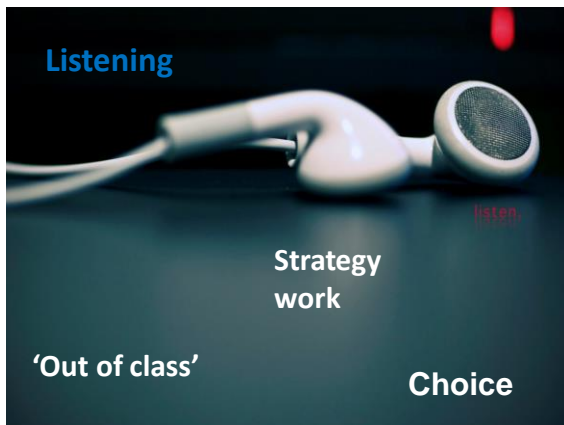 Listening
listen.
Strategy
work
‘Out of class’
Choice